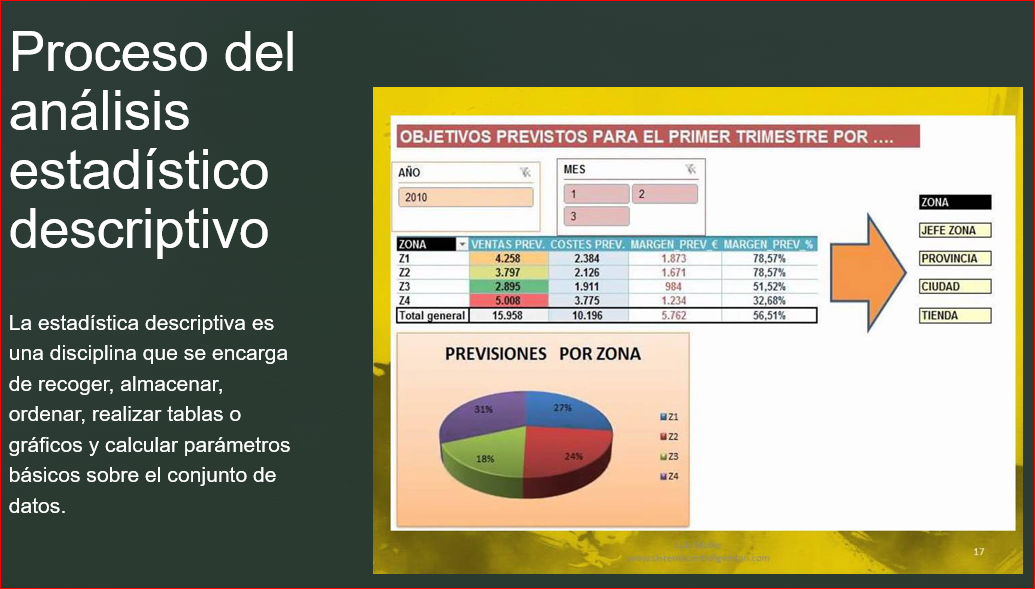 Proceso del
análisis
estadístico
descriptivo
La estadística descriptiva es
una disciplina que se encarga
de recoger, almacenar,
ordenar, realizar tablas o
gráficos y calcular parámetros
básicos sobre el conjunto de
datos.
OBJETIVOS PREVISTOS PARA EL PRIMER TRIMESTRE POR ....
AÑO
2010
MES
1 2
3
ZONA VENTAS PREV. COSTES PREV. MARGEN_PREV_€ MARGEN_PREV_%
Z1 4.258 2.384 1.873 78,57%
Z2 3.797 2.126 1.671 78,57%
Z3 2.895 1.911 984 51,52%
Z4 5.008 3.775 1.234 32,68%
Total general 15.958 10.196 5.762 56,51%
ZONA
JEFE ZONA
PROVINCIA
CIUDAD
TIENDA
PREVISIONES POR ZONA
31% 27%
18% 24%
Z1
Z2
Z3
Z4
17